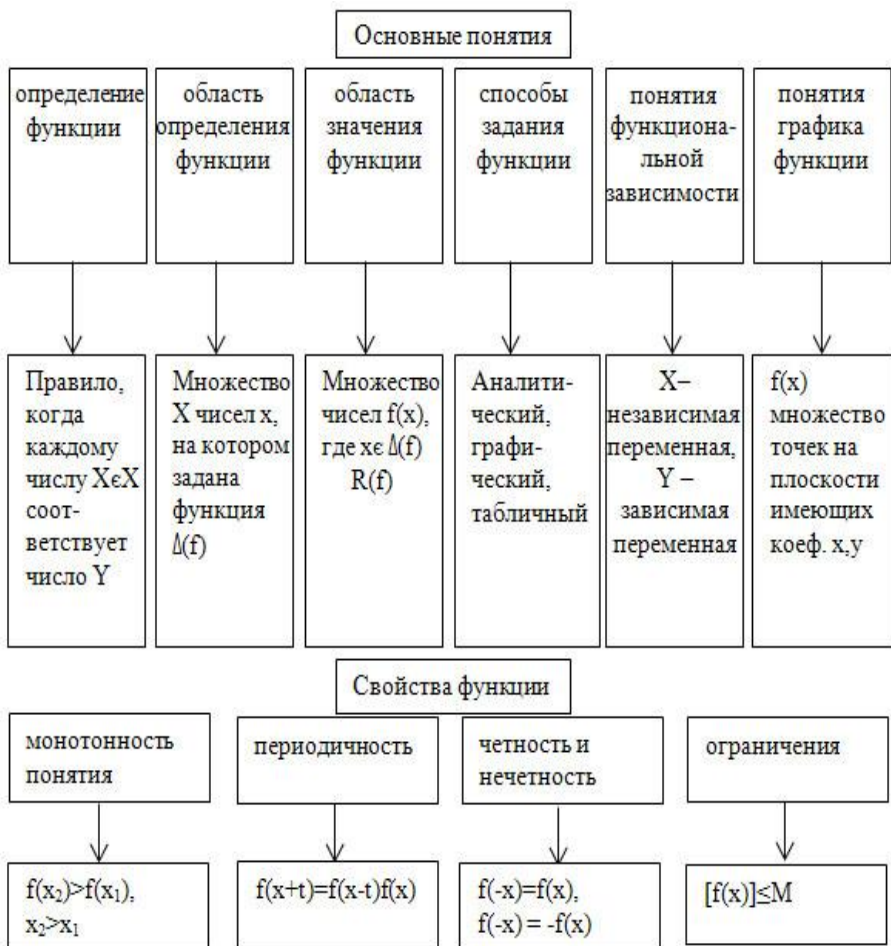 Основные понятия
определение
функции
область
определения
функции
область
значения
функции
способы
задания
функции
понятия
функциона-
льной
зависимости
понятия
графика
функции
Правило,
когда
каждому
числу XєX
соот-
ветствует
число Y
Множество
X чисел x,
на котором
задана
функция
Δ(f)
Множество
чисел f(x),
где xє Δ(f)
R(f)
Аналити-
ческий,
графи-
ческий,
табличный
X–
независимая
переменная,
Y –
зависимая
переменная
f(x)
множество
точек на
плоскости
имеющих
коеф. x,y
Свойства функции
монотонность
понятия
периодичность
четность и
нечетность
ограничения
f(x₂)>f(x₁),
x₂>x₁
f(x+t)=f(x-t)f(x)
f(-x)=f(x),
f(-x) = -f(x)
[f(x)]≤M